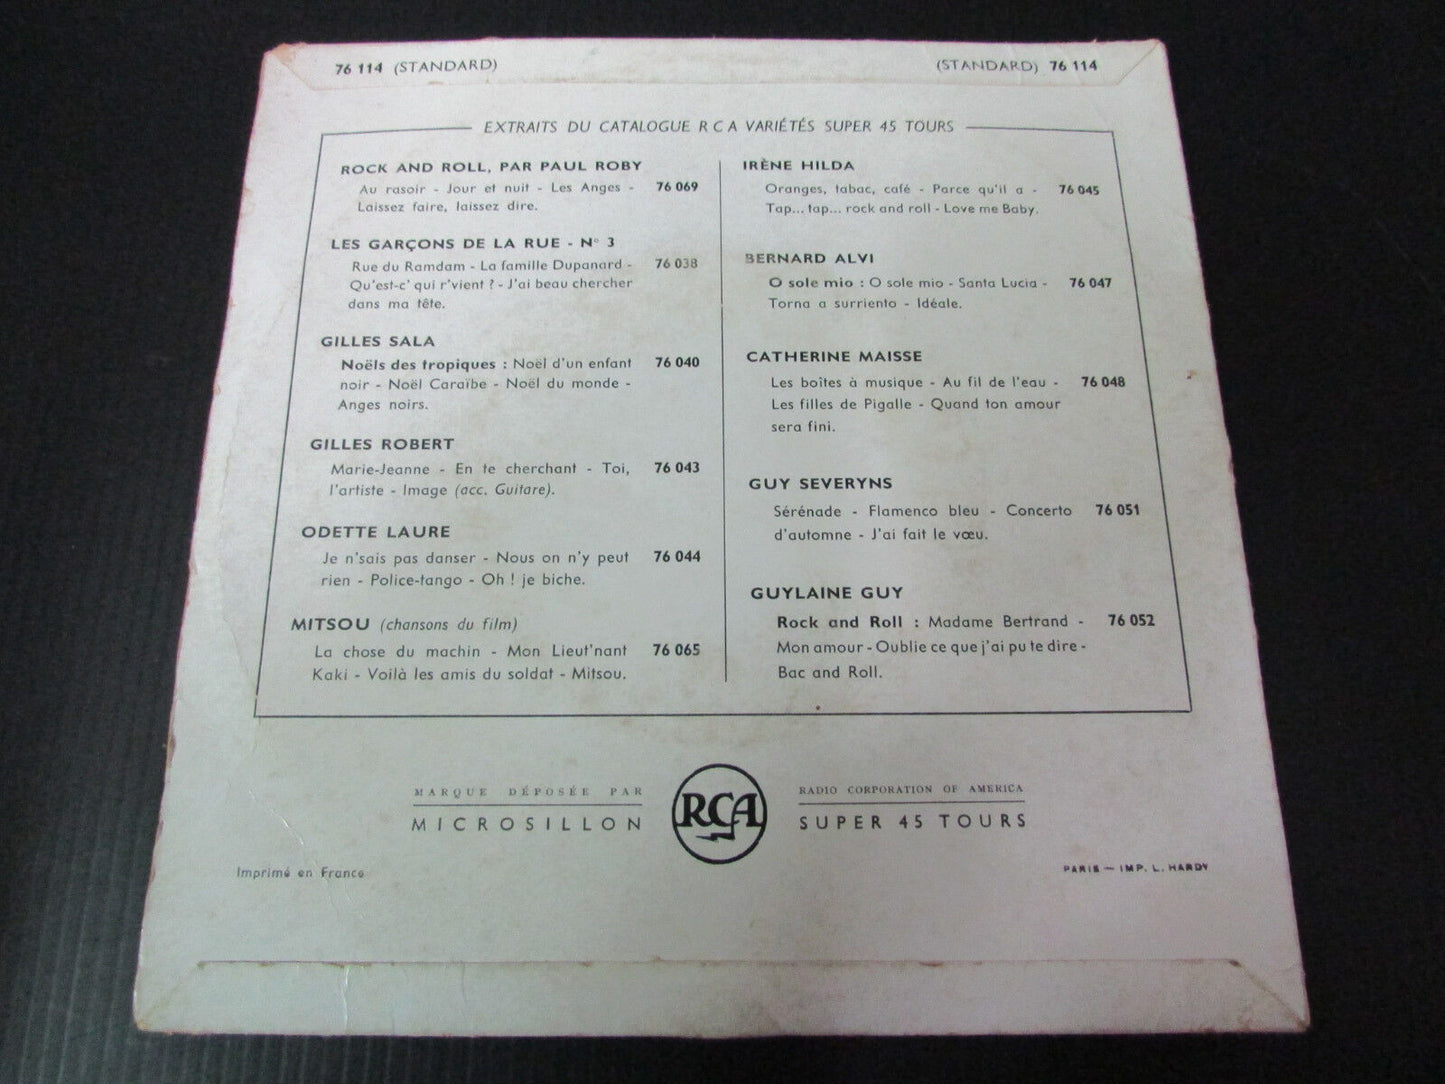 76 114 (STANDARD)
(STANDARD) 76 114
EXTRAITS DU CATALOGUE R C A VARIÉTÉS SUPER 45 TOURS
ROCK AND ROLL, PAR PAUL ROBY
Au rasoir - Jour et nuit - Les Anges - 76 069
Laissez faire, laissez dire.
LES GARÇONS DE LA RUE - N° 3
Rue du Ramdam - La famille Dupanard - 76 038
Qu'est-c' qui r'vient ? - J'ai beau chercher
dans ma tête.
GILLES SALA
Noëls des tropiques : Noël d'un enfant 76 040
noir - Noël Caraïbe - Noël du monde -
Anges noirs.
GILLES ROBERT
Marie-Jeanne - En te cherchant - Toi, 76 043
l'artiste - Image (acc. Guitare).
ODETTE LAURE
Je n'sais pas danser - Nous on n'y peut 76 044
rien - Police-tango - Oh ! je biche.
MITSOU (chansons du film)
La chose du machin - Mon Lieut'nant 76 065
Kaki - Voilà les amis du soldat - Mitsou.
IRÈNE HILDA
Oranges, tabac, café - Parce qu'il a - 76 045
Tap... tap... rock and roll - Love me Baby.
BERNARD ALVI
O sole mio : O sole mio - Santa Lucia - 76 047
Torna a surriento - Idéale.
CATHERINE MAISSE
Les boîtes à musique - Au fil de l'eau - 76 048
Les filles de Pigalle - Quand ton amour
sera fini.
GUY SEVERYNS
Sérénade - Flamenco bleu - Concerto 76 051
d'automne - J'ai fait le vœu.
GUYLAINE GUY
Rock and Roll : Madame Bertrand - 76 052
Mon amour - Oublie ce que j'ai pu te dire -
Bac and Roll.
MARQUE DÉPOSÉE PAR
MICROSILLON
RCA
RADIO CORPORATION OF AMERICA
SUPER 45 TOURS
Imprimé en France
PARIS — IMP. L. HARDY